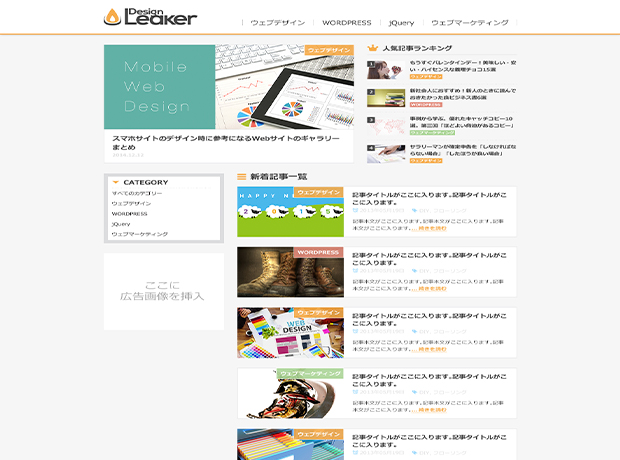 Design
Leaker
ウェブデザイン
WORDPRESS
jQuery
ウェブマーケティング
Mobile
Web
Design
ウェブデザイン
スマホサイトのデザイン時に参考になるWebサイトのギャラリー
まとめ
人気記事ランキング
1
もうすぐバレンタインデー！美味しい・安
い・ハイセンスな義理チョコ15選
ウェブデザイン
2
新社会人におすすめ！新人のときに読んで
おきたかった良ビジネス書6選
WORDPRESS
3
事例から学ぶ、優れたキャッチコピー10
選。第三回「ほどよい背徳があるコピー」
ウェブマーケティング
4
サラリーマンが確定申告を「しなければな
らない場合」「したほうが良い場合」
ウェブデザイン
CATEGORY
すべてのカテゴリー
ウェブデザイン
WORDPRESS
jQuery
ウェブマーケティング
ここに
広告画像を挿入
新着記事一覧
ウェブデザイン
2 0 1 5
記事タイトルがここに入ります。記事タイトルがこ
こに入ります。
記事本文がここに入ります。記事本文がここに入ります。記事
本文がここに入ります。... 続きを読む
WORDPRESS
記事タイトルがここに入ります。記事タイトルがこ
こに入ります。
記事本文がここに入ります。記事本文がここに入ります。記事
本文がここに入ります。... 続きを読む
ウェブデザイン
WEB
DESIGN
記事タイトルがここに入ります。記事タイトルがこ
こに入ります。
記事本文がここに入ります。記事本文がここに入ります。記事
本文がここに入ります。... 続きを読む
ウェブマーケティング
記事タイトルがここに入ります。記事タイトルがこ
こに入ります。
記事本文がここに入ります。記事本文がここに入ります。記事
本文がここに入ります。... 続きを読む
ウェブデザイン
記事タイトルがここに入ります。記事タイトルがこ
こに入ります。